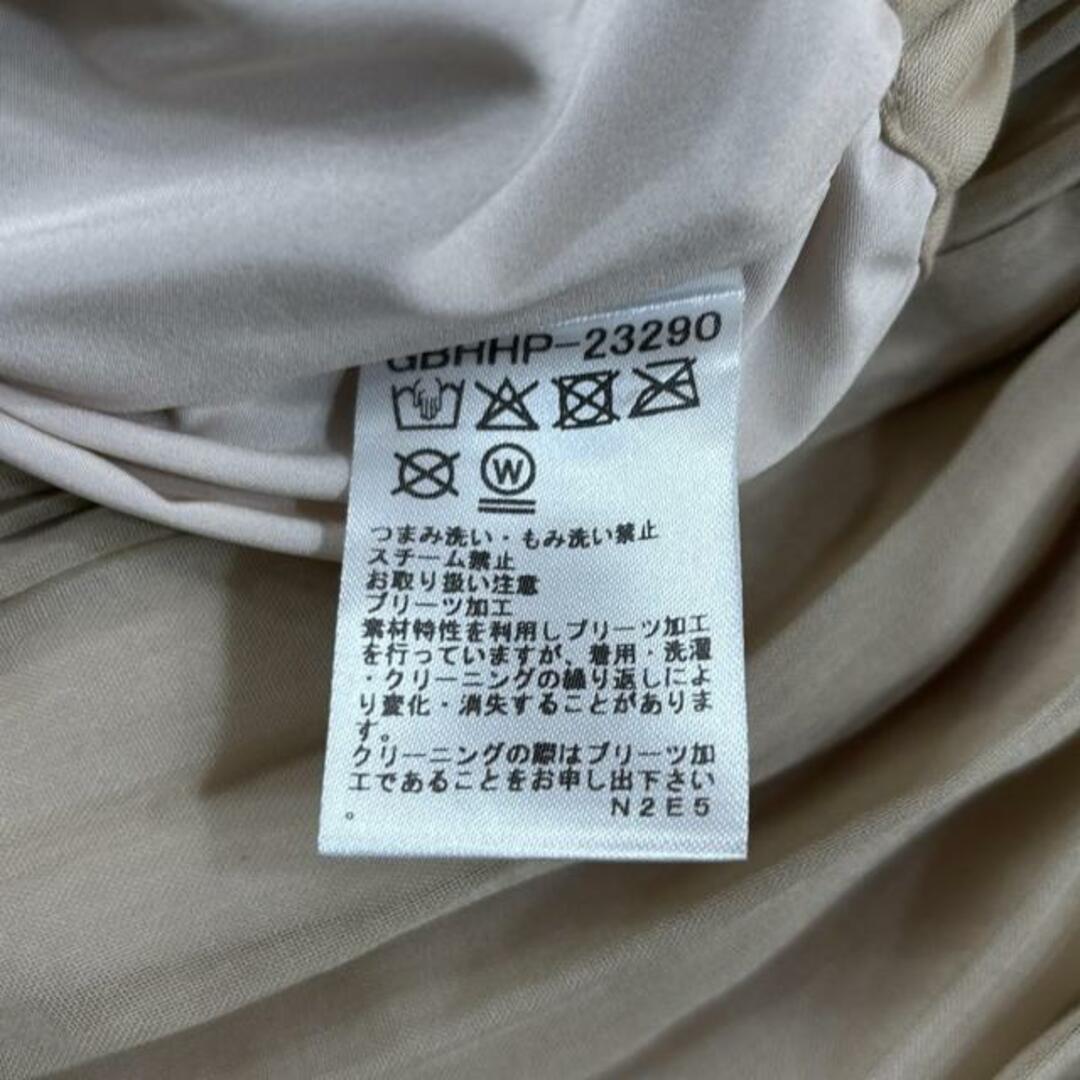 GBHHP-23290
W
つまみ洗い・もみ洗い禁止
スチーム禁止
お取り扱い注意
プリーツ加工
素材特性を利用しプリーツ加工
を行っていますが、着用・洗濯
・クリーニングの繰り返しによ
り変化・消失することがありま
す。
クリーニングの際はプリーツ加
工であることをお申し出下さい
。
N2E5